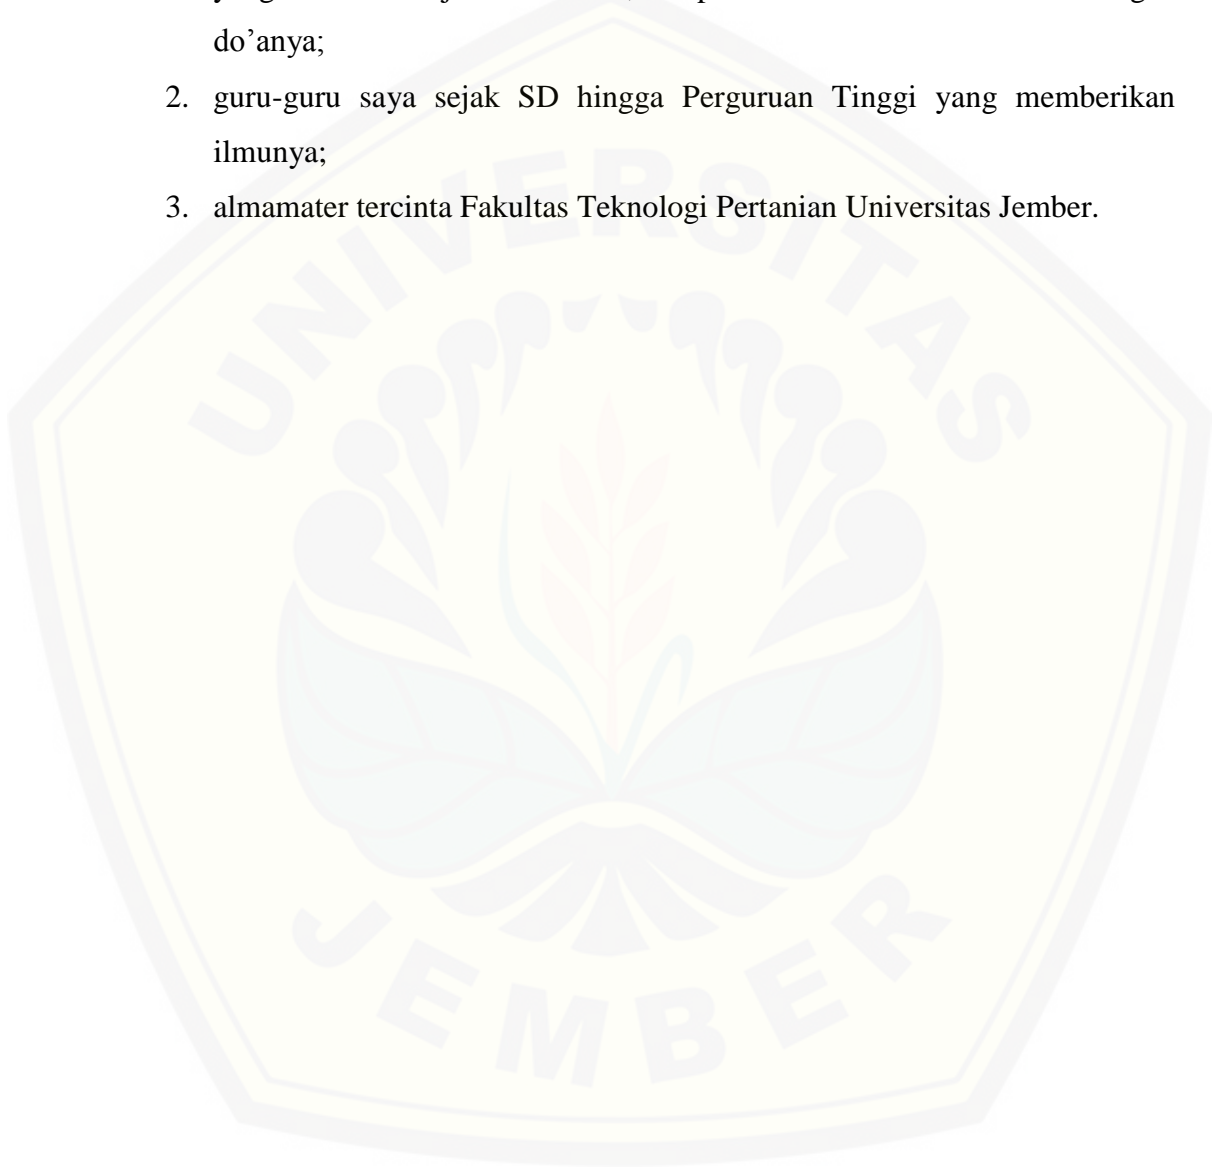 do’anya;
2. guru-guru saya sejak SD hingga Perguruan Tinggi yang memberikan
ilmunya;
3. almamater tercinta Fakultas Teknologi Pertanian Universitas Jember.
UNIVERSITAS
JEMBER